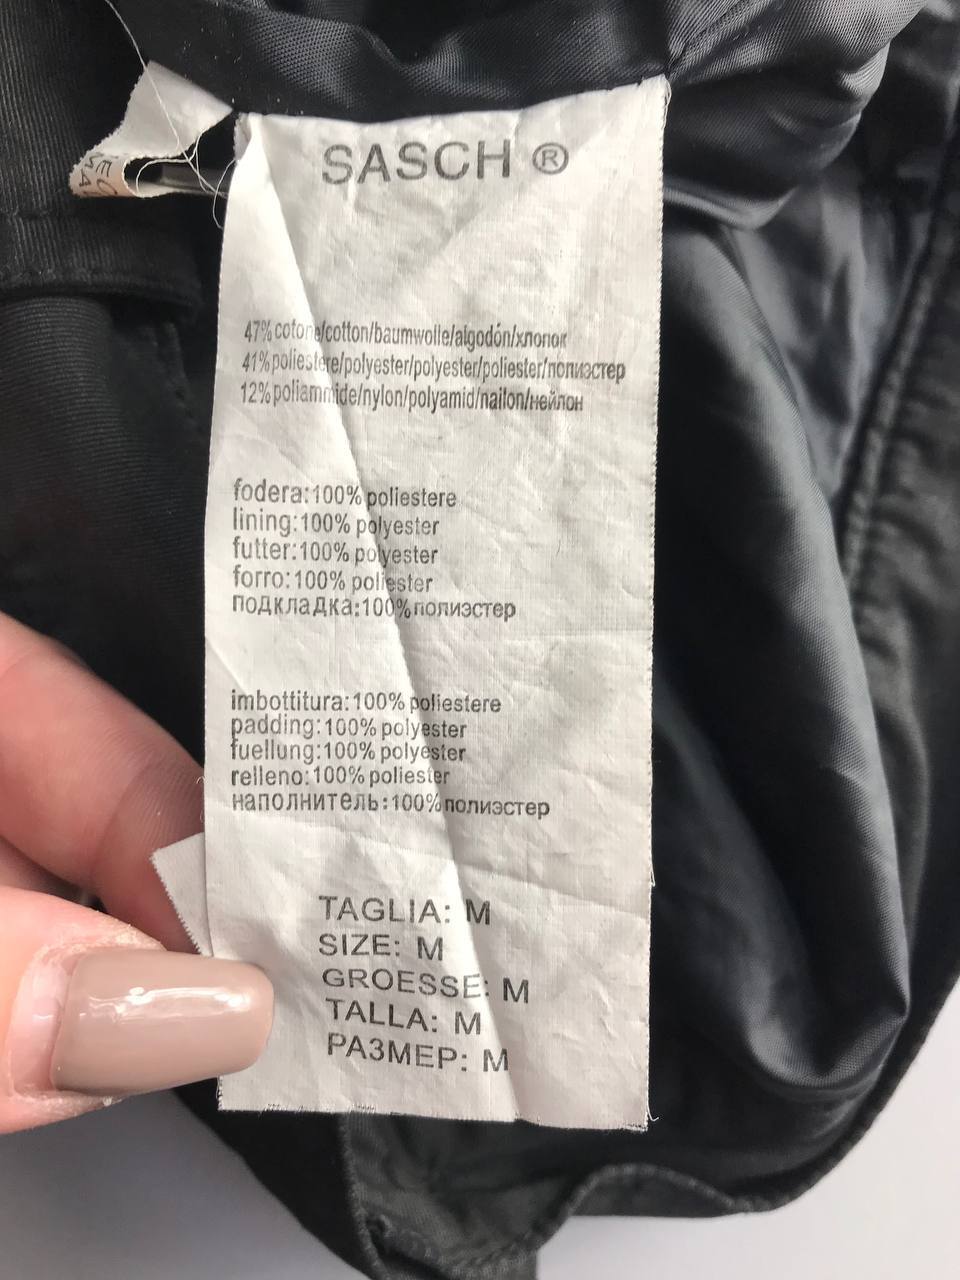 SASCH ®
47% cotone/cotton/baumwolle/algodón/хлопок
41% poliestere/polyester/polyester/poliester/полиэстер
12% poliammide/nylon/polyamid/nailon/нейлон
fodera:100% poliestere
lining:100% polyester
futter:100% polyester
forro:100% poliester
подкладка:100% полиэстер
imbottitura:100% poliestere
padding:100% polyester
fuellung:100% polyester
relleno:100% poliester
наполнитель:100% полиэстер
TAGLIA: M
SIZE: M
GROESSE: M
TALLA: M
РАЗМЕР: M